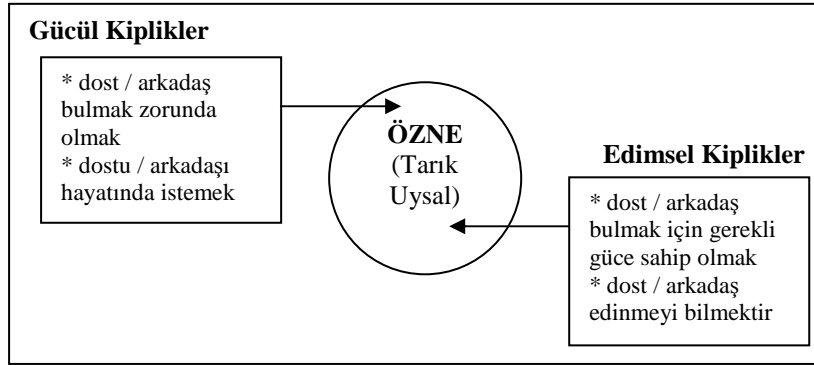 Gücül Kiplikler
* dost / arkadaş
bulmak zorunda
olmak
* dostu / arkadaşı
hayatında istemek
ÖZNE
(Tarık
Uysal)
Edimsel Kiplikler
* dost / arkadaş
bulmak için gerekli
güce sahip olmak
* dost / arkadaş
edinmeyi bilmektir